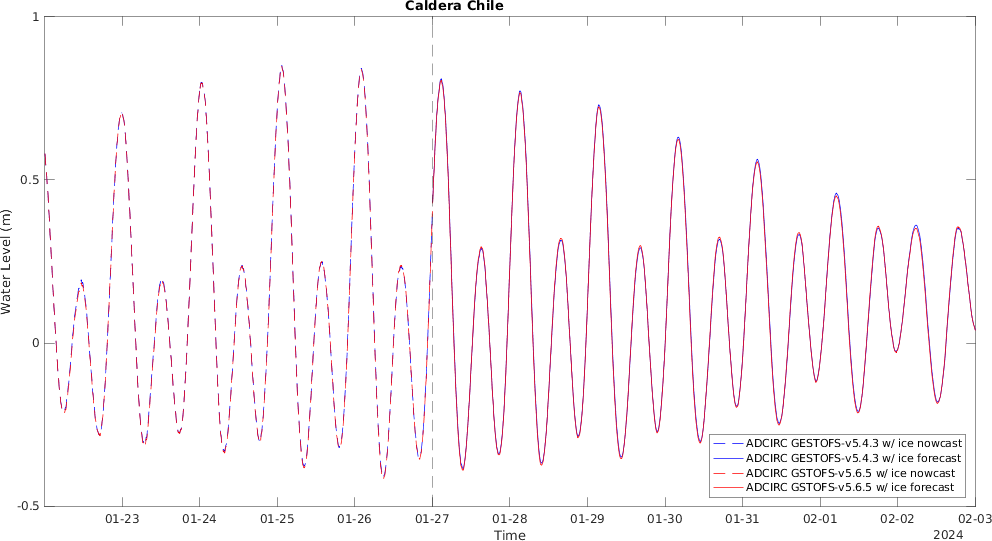 Caldera Chile
1
0.5
0
-0.5
Water Level (m)
01-23 01-24 01-25 01-26 01-27 01-28 01-29 01-30 01-31 02-01 02-02 02-03
Time
2024
ADCIRC GESTOFS-v5.4.3 w/ ice nowcast
ADCIRC GESTOFS-v5.4.3 w/ ice forecast
ADCIRC GSTOFS-v5.6.5 w/ ice nowcast
ADCIRC GSTOFS-v5.6.5 w/ ice forecast